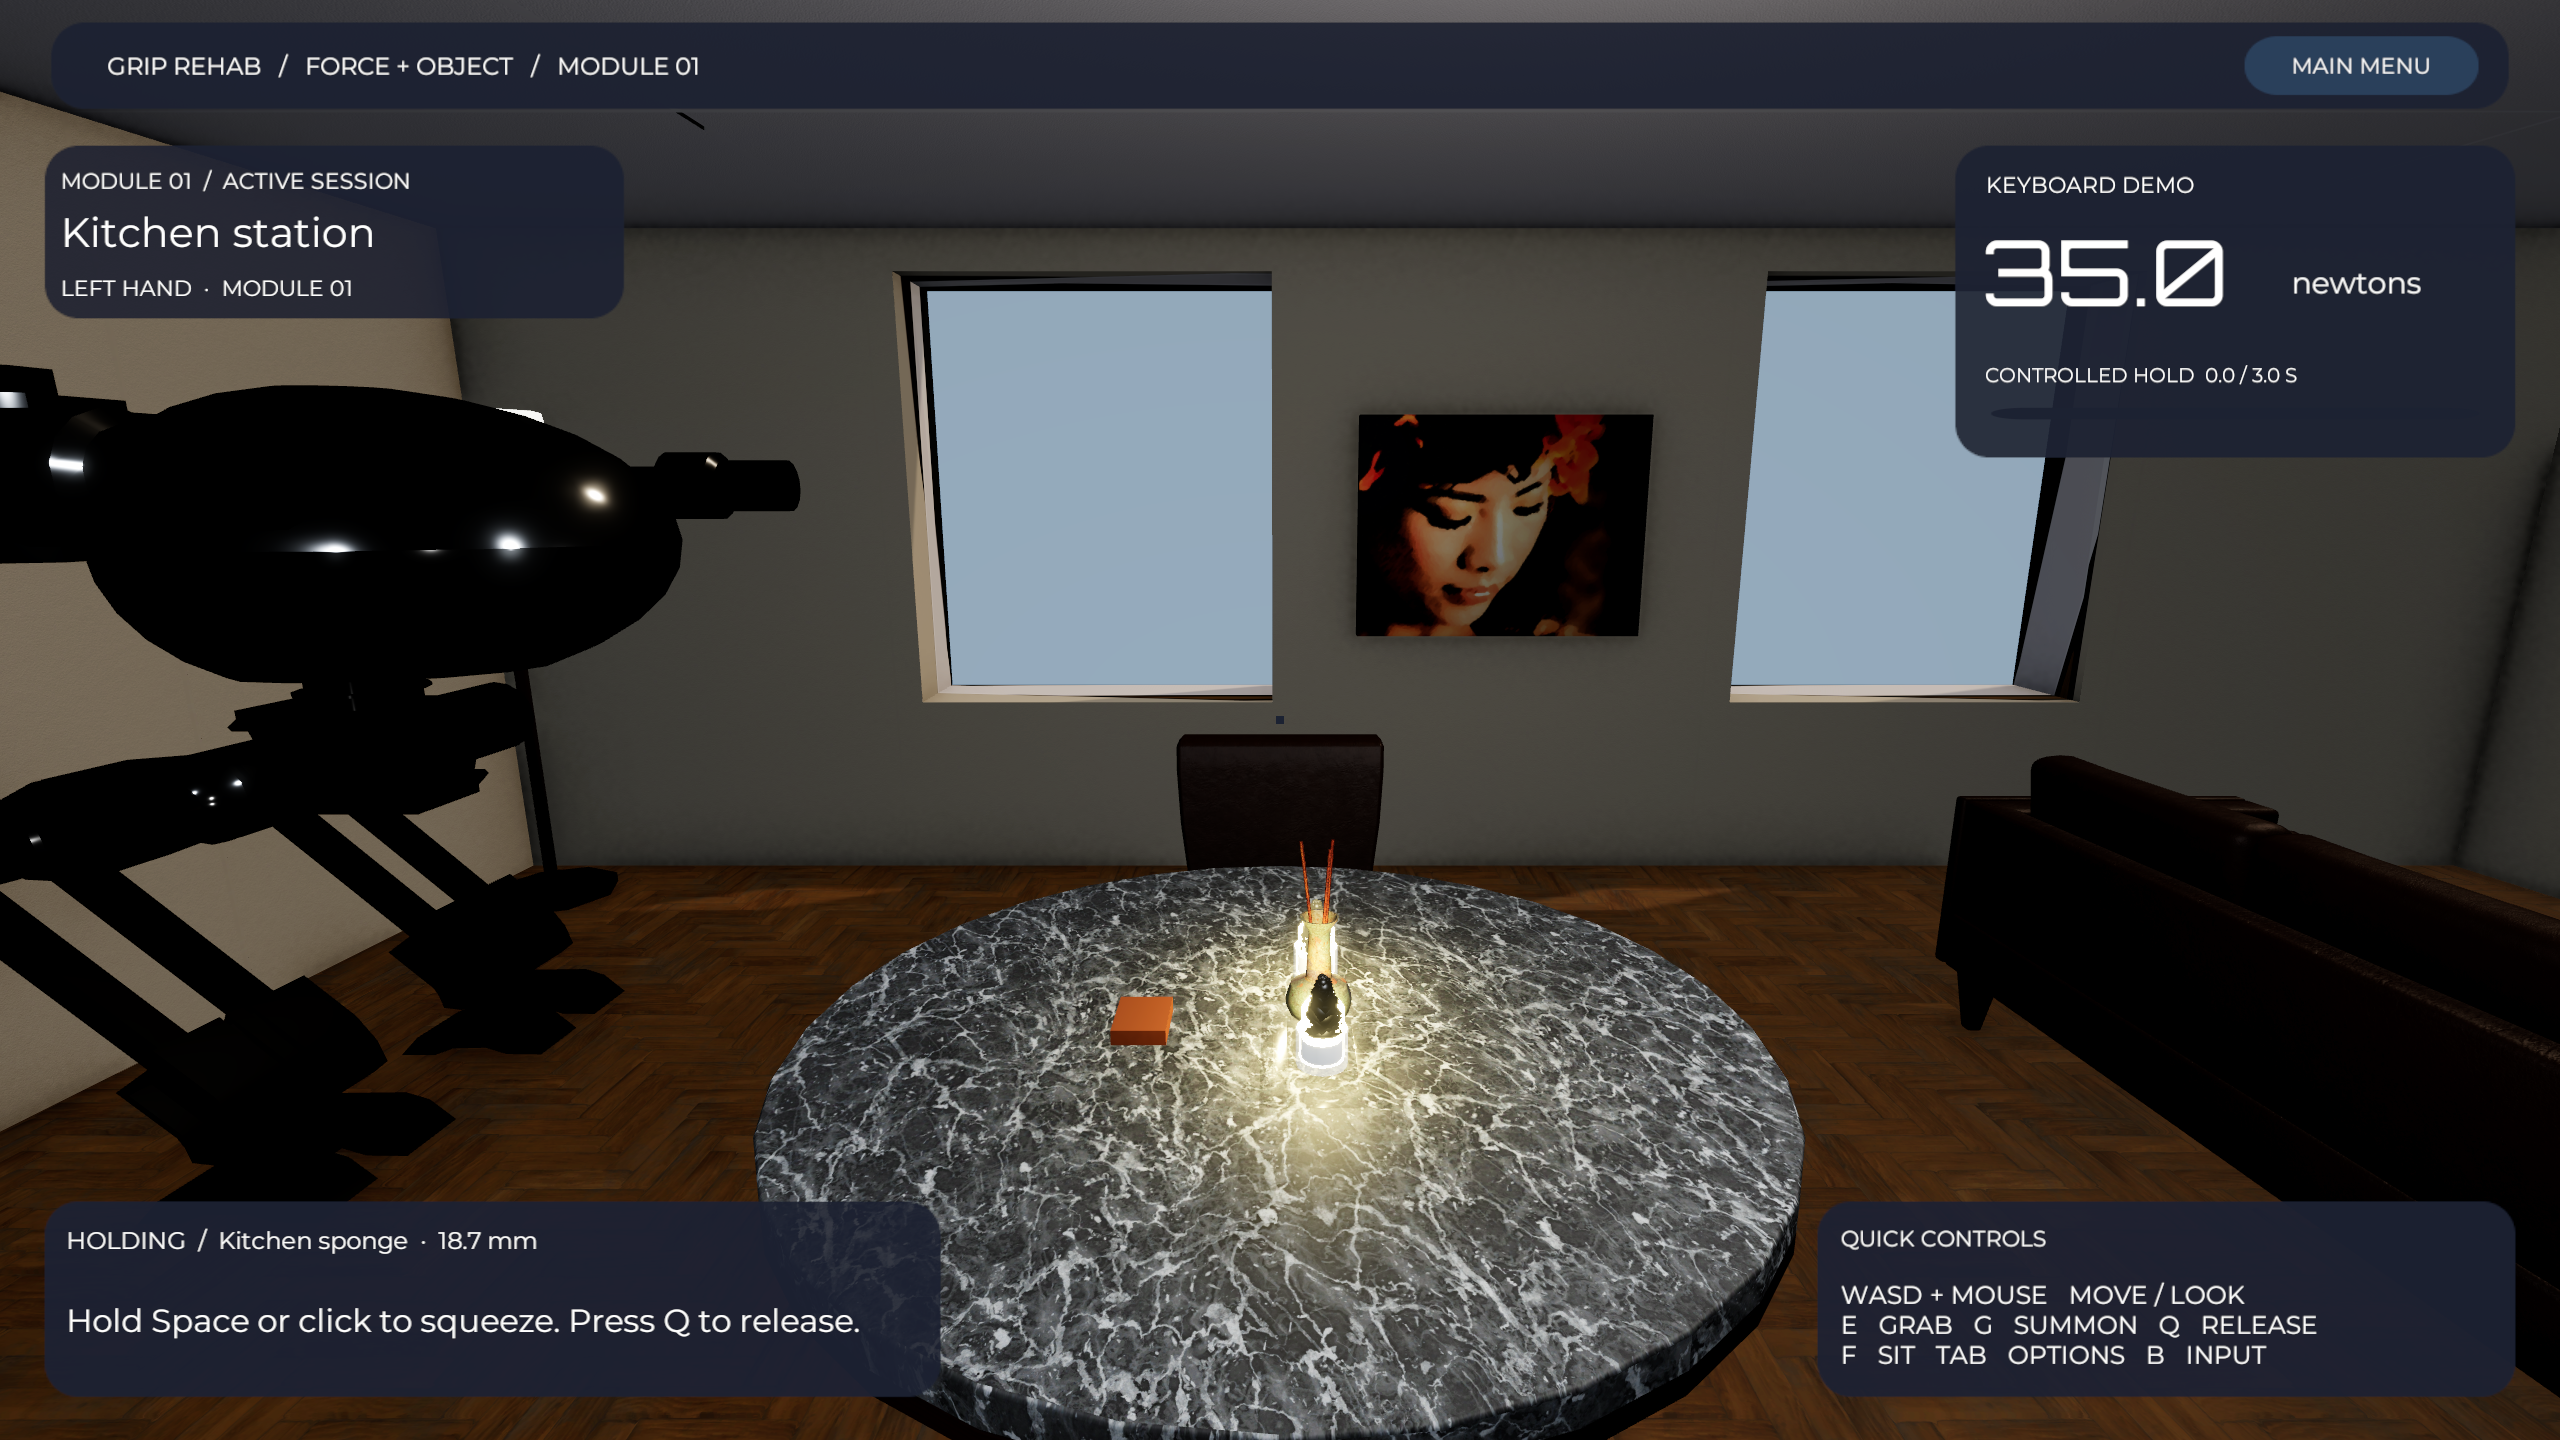 GRIP REHAB / FORCE + OBJECT / MODULE 01
MAIN MENU
MODULE 01 / ACTIVE SESSION
Kitchen station
LEFT HAND · MODULE 01
KEYBOARD DEMO
35.0 newtons
CONTROLLED HOLD 0.0 / 3.0 S
HOLDING / Kitchen sponge · 18.7 mm
Hold Space or click to squeeze. Press Q to release.
QUICK CONTROLS
WASD + MOUSE MOVE / LOOK
E GRAB G SUMMON Q RELEASE
F SIT TAB OPTIONS B INPUT